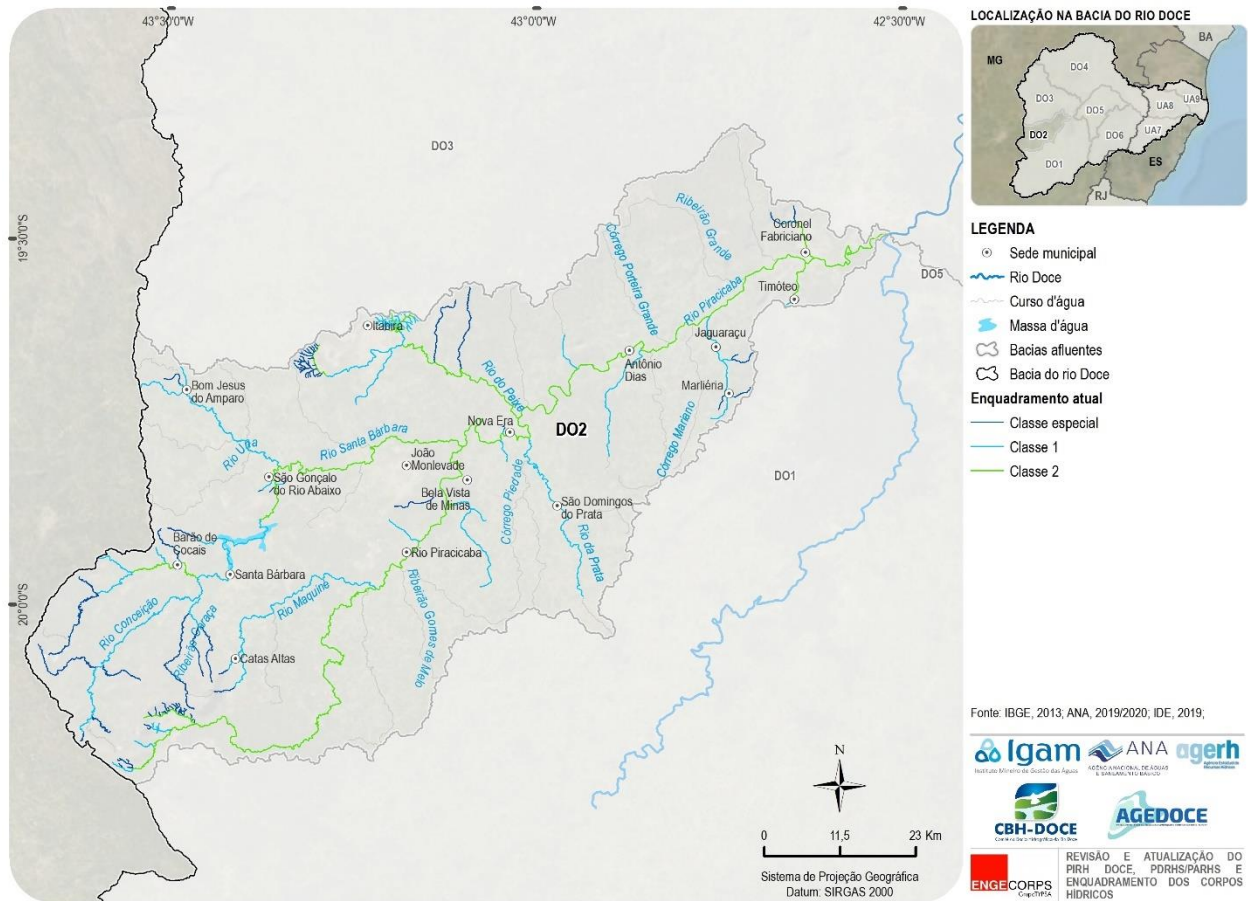 43°30'0"W
43°0'0"W
42°30'0"W
19°30'0"S
20°0'0"S
DO3
DO5
DO2
DO1
Coronel
Fabriciano
Timóteo
Ribeirão Grande
Córrego Porteira Grande
Rio Piracicaba
Jaguaraçu
Marliéria
Antônio
Dias
Córrego Mariano
Itabira
Bom Jesus
do Amparo
Rio do Peixe
Nova Era
Rio Una
Rio Santa Bárbara
João
Monlevade
São Gonçalo
do Rio Abaixo
Bela Vista
de Minas
Córrego Piedade
São Domingos
do Prata
Rio da Prata
Barão de
Cocais
Santa Bárbara
Rio Piracicaba
Rio Maquiné
Ribeirão Gomes de Melo
Rio Conceição
Ribeirão Caraça
Catas Altas
N
0 11,5 23 Km
Sistema de Projeção Geográfica
Datum: SIRGAS 2000
LOCALIZAÇÃO NA BACIA DO RIO DOCE
BA
MG
DO4
DO3
DO5
UA8
UA9
DO2
DO6
UA7
DO1
ES
RJ
LEGENDA
Sede municipal
Rio Doce
Curso d'água
Massa d'água
Bacias afluentes
Bacia do rio Doce
Enquadramento atual
Classe especial
Classe 1
Classe 2
Fonte: IBGE, 2013; ANA, 2019/2020; IDE, 2019;
Igam
Instituto Mineiro de Gestão das Águas
ANA
AGÊNCIA NACIONAL DE ÁGUAS
E SANEAMENTO BÁSICO
agerh
CBH-DOCE
AGEDOCE
ENGECORPS
REVISÃO E ATUALIZAÇÃO DO
PIRH DOCE, PDRHS/PARHS E
ENQUADRAMENTO DOS CORPOS
HÍDRICOS